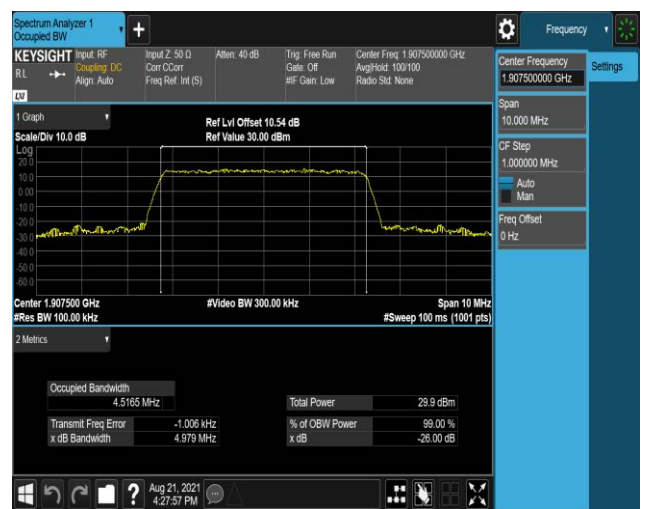 Spectrum Analyzer 1
Occupied BW
+
Frequency
KEYSIGHT
RL
LXI
Input: RF
Coupling: DC
Align: Auto
Input Z: 50 Ω
Corr CCorr
Freq Ref: Int (S)
Atten: 40 dB
Trig: Free Run
Gate: Off
#IF Gain: Low
Center Freq: 1.907500000 GHz
Avg|Hold: 100/100
Radio Std: None
Center Frequency
1.907500000 GHz
Settings
Span
10.000 MHz
CF Step
1.000000 MHz
Auto
Man
Freq Offset
0 Hz
1 Graph
Scale/Div 10.0 dB
Ref Lvl Offset 10.54 dB
Ref Value 30.00 dBm
Log
20.0
10.0
0.00
-10.0
-20.0
-30.0
-40.0
-50.0
-60.0
Center 1.907500 GHz
#Res BW 100.00 kHz
#Video BW 300.00 kHz
Span 10 MHz
#Sweep 100 ms (1001 pts)
2 Metrics
Occupied Bandwidth
4.5165 MHz
Total Power 29.9 dBm
Transmit Freq Error -1.006 kHz
% of OBW Power 99.00 %
x dB Bandwidth 4.979 MHz
x dB -26.00 dB
?
Aug 21, 2021
4:27:57 PM